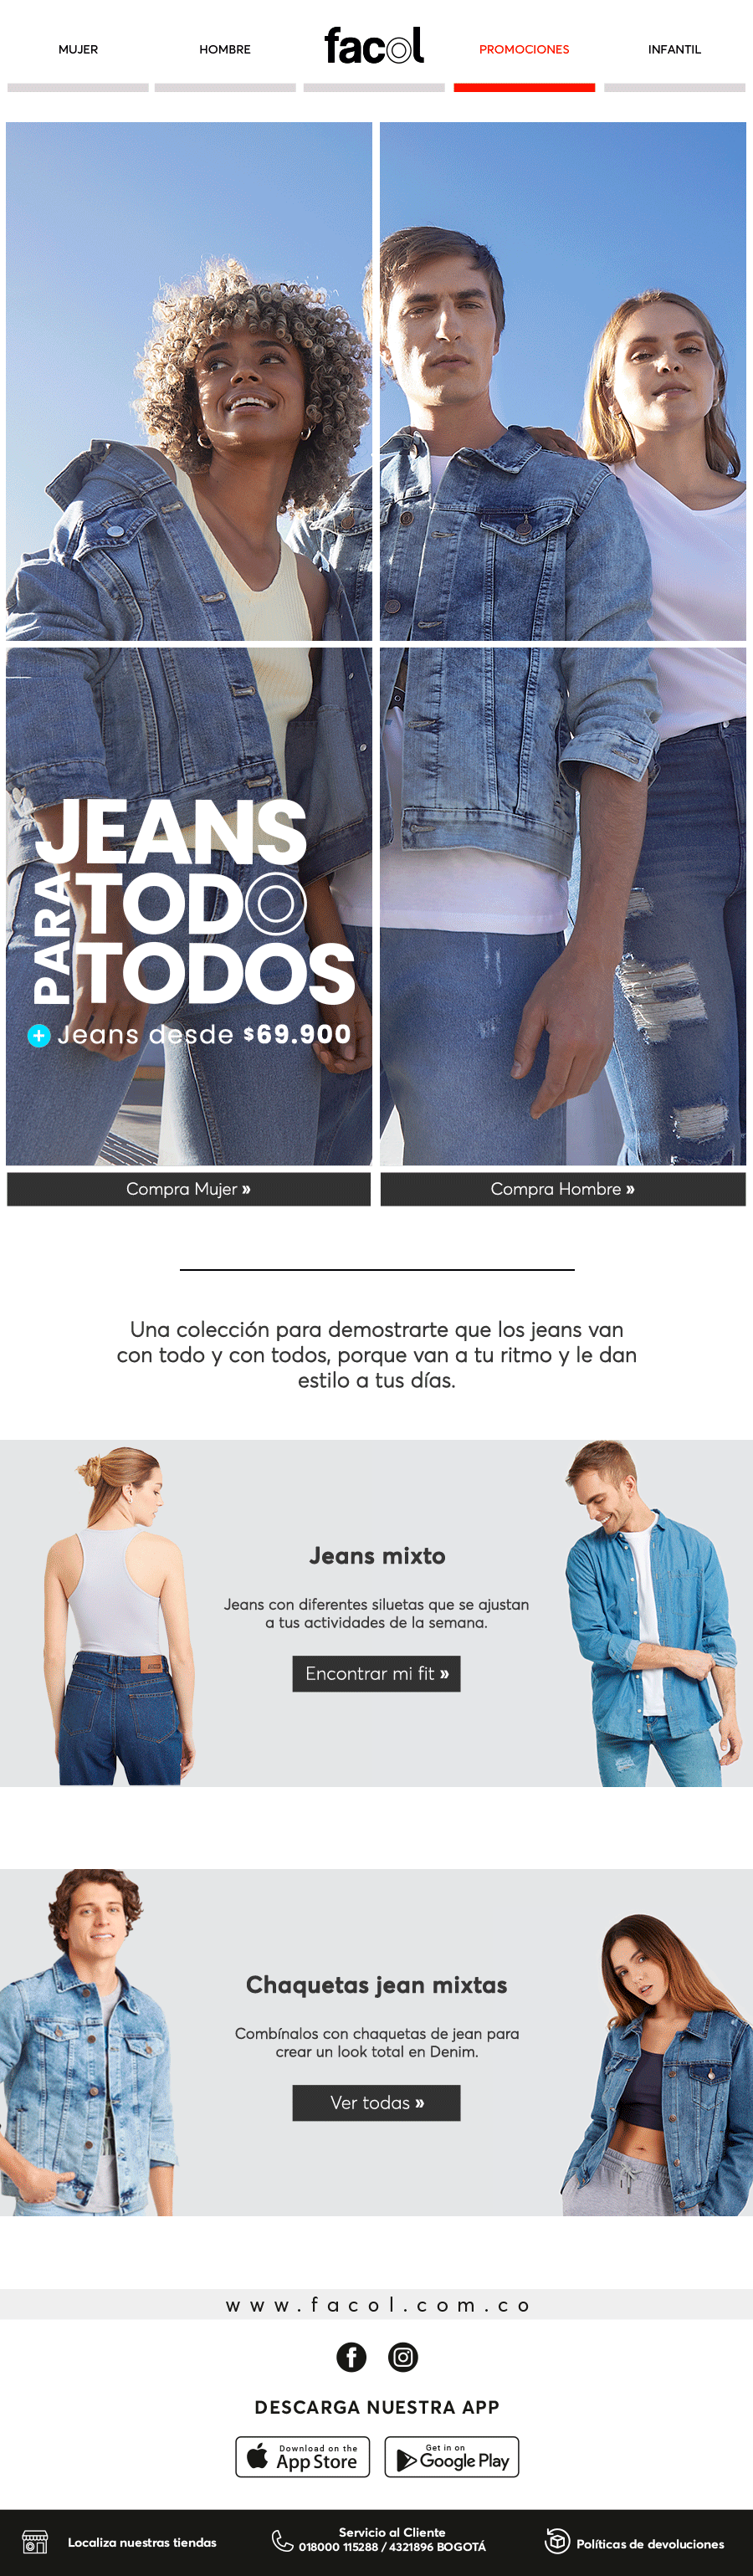 MUJER
HOMBRE
facol
PROMOCIONES
INFANTIL
JEANS
PARA TODO
TODOS
+ Jeans desde $69.900
Compra Mujer »
Compra Hombre »
Una colección para demostrarte que los jeans van
con todo y con todos, porque van a tu ritmo y le dan
estilo a tus días.
Jeans mixto
Jeans con diferentes siluetas que se ajustan
a tus actividades de la semana.
Encontrar mi fit »
Chaquetas jean mixtas
Combínalos con chaquetas de jean para
crear un look total en Denim.
Ver todas »
www.facol.com.co
DESCARGA NUESTRA APP
Download on the
App Store
Get in on
Google Play
Localiza nuestras tiendas
Servicio al Cliente
018000 115288 / 4321896 BOGOTÁ
Políticas de devoluciones